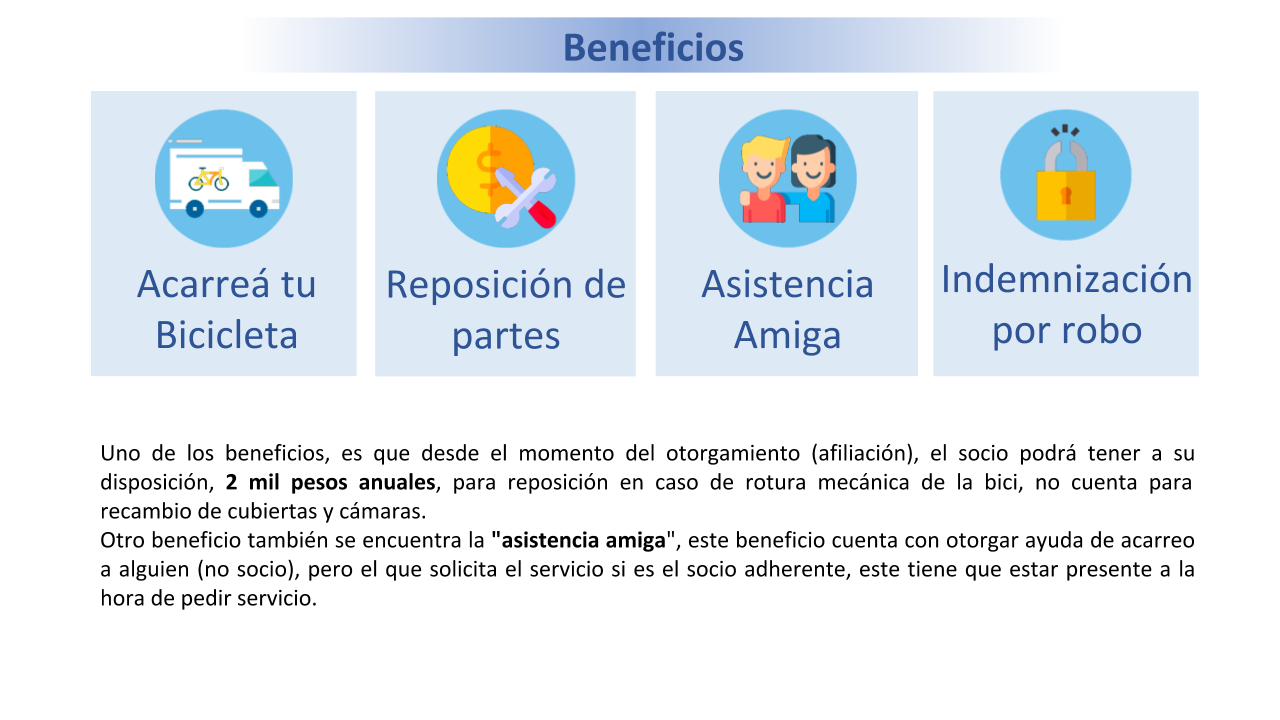 Beneficios
Acarreá tu
Bicicleta
Reposición de
partes
Asistencia
Amiga
Indemnización
por robo
Uno de los beneficios, es que desde el momento del otorgamiento (afiliación), el socio podrá tener a su
disposición, 2 mil pesos anuales, para reposición en caso de rotura mecánica de la bici, no cuenta para
recambio de cubiertas y cámaras.
Otro beneficio también se encuentra la "asistencia amiga", este beneficio cuenta con otorgar ayuda de acarreo
a alguien (no socio), pero el que solicita el servicio si es el socio adherente, este tiene que estar presente a la
hora de pedir servicio.